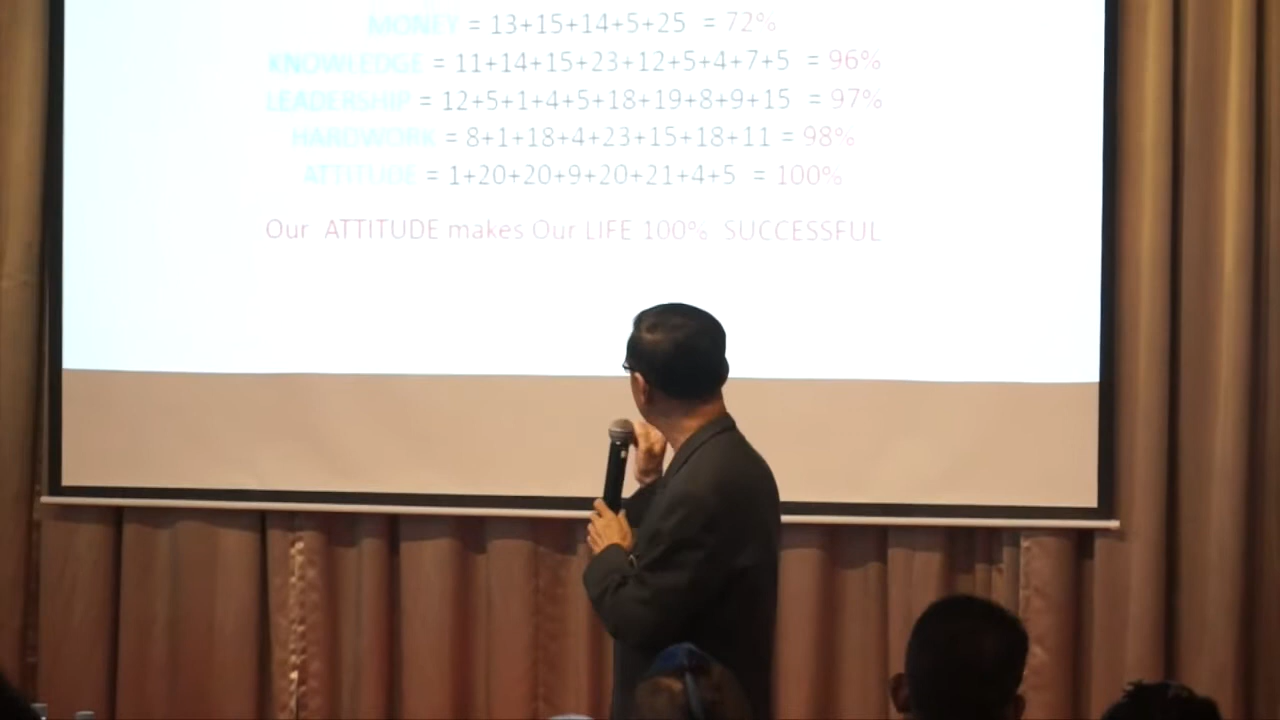 MONEY = 13+15+14+5+25 = 72%
KNOWLEDGE = 11+14+15+23+12+5+4+7+5 = 96%
LEADERSHIP = 12+5+1+4+5+18+19+8+9+15 = 97%
HARDWORK = 8+1+18+4+23+15+18+11 = 98%
ATTITUDE = 1+20+20+9+20+21+4+5 = 100%
Our ATTITUDE makes Our LIFE 100% SUCCESSFUL